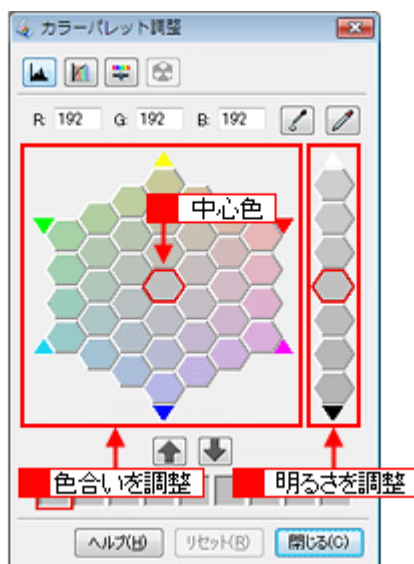 カラーパレット調整
R: 192 G: 192 B: 192
中心色
色合いを調整
明るさを調整
ヘルプ(H) リセット(R) 閉じる(C)